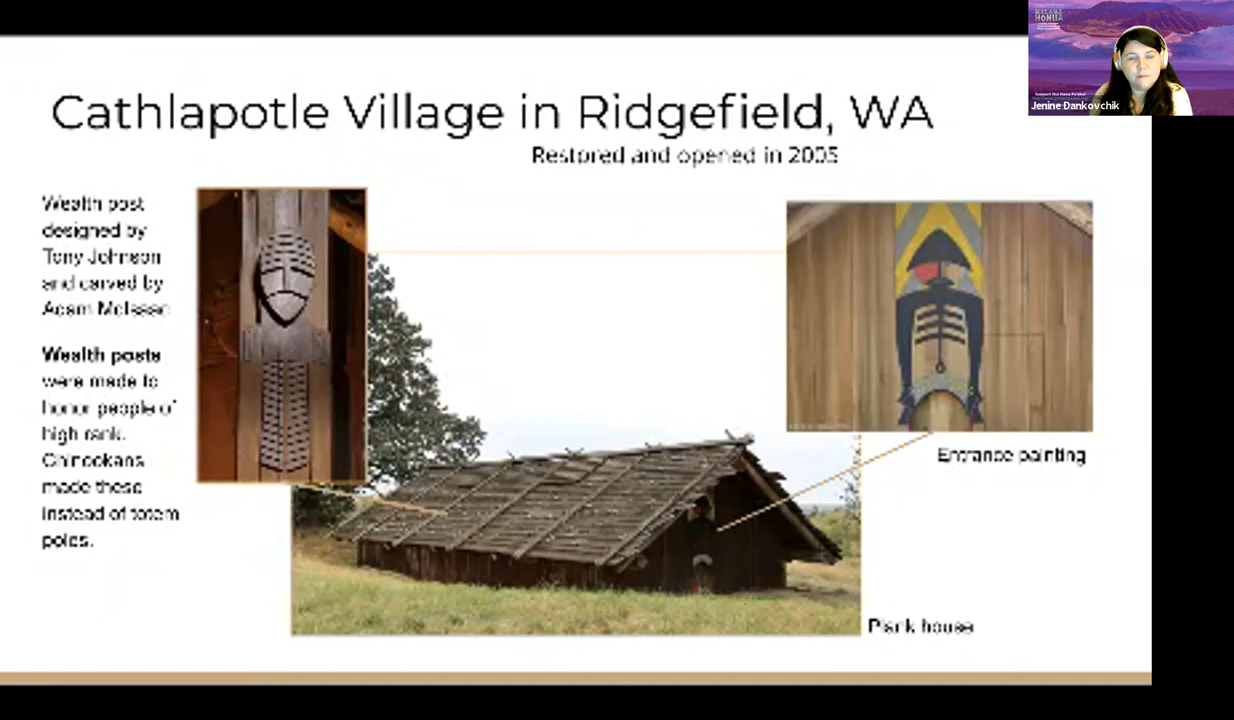 Cathlapotle Village in Ridgefield, WA
Restored and opened in 2005
Wealth post
designed by
Tony Johnson
and carved by
Adam McIsaac
Wealth posts
were made to
honor people of
high rank.
Chinookans
made these
instead of totem
poles.
Entrance painting
Plank house
Jenine Dankovchik